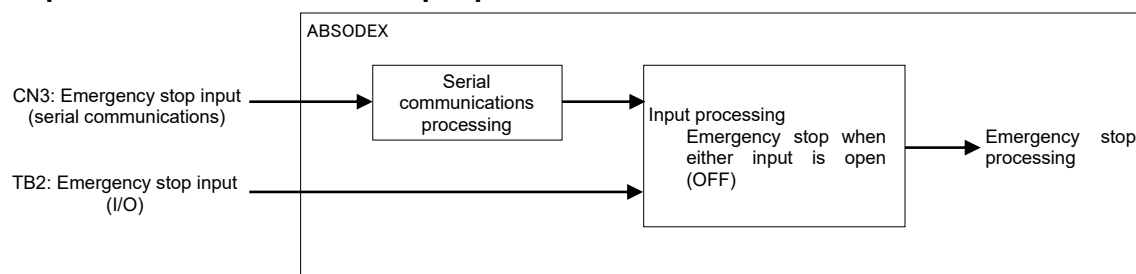 ABSODEX
CN3: Emergency stop input
(serial communications)
Serial
communications
processing
Input processing
Emergency stop when
either input is open
(OFF)
Emergency stop
processing
TB2: Emergency stop input
(I/O)